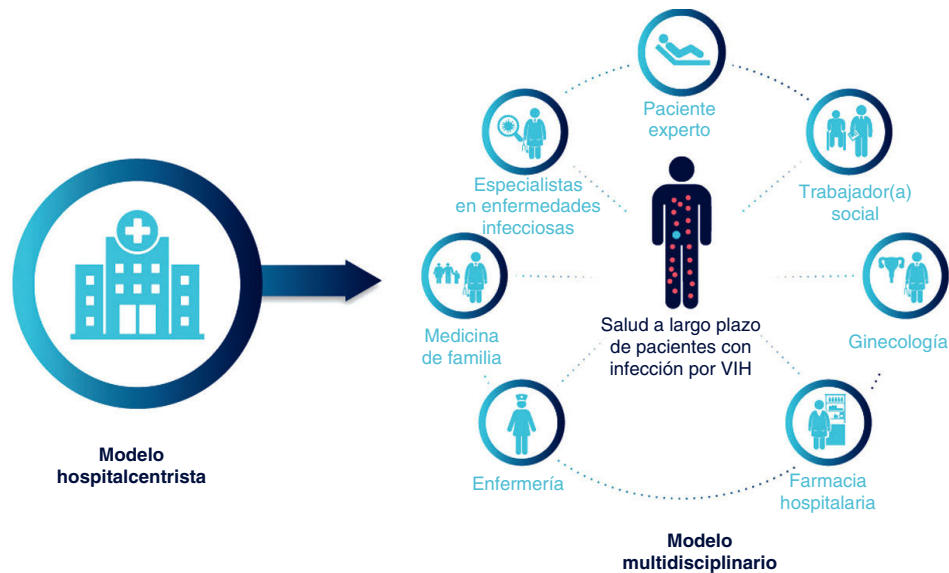 Paciente
experto
Especialistas
en enfermedades
infecciosas
Trabajador(a)
social
Medicina
de familia
Salud a largo plazo
de pacientes con
infección por VIH
Ginecología
Enfermería
Farmacia
hospitalaria
Modelo
hospitalcentrista
Modelo
multidisciplinario